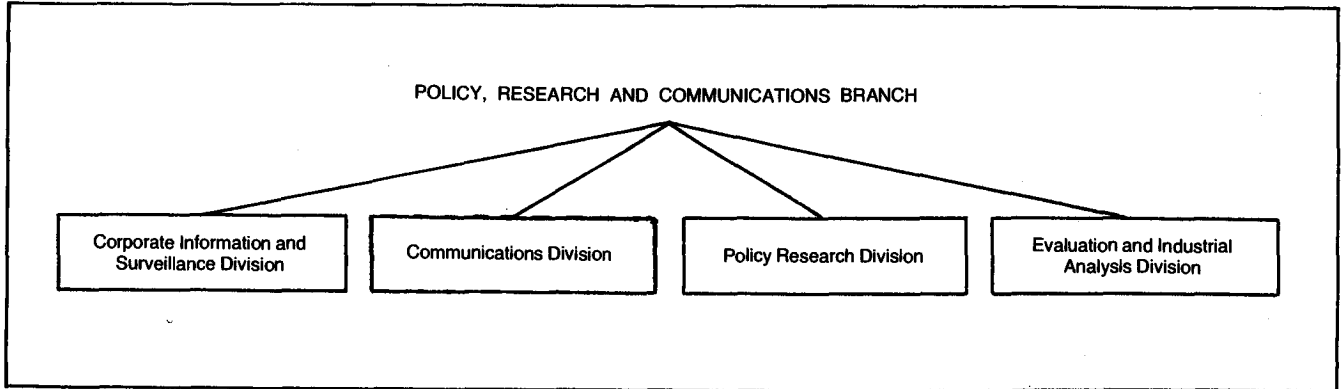 POLICY, RESEARCH AND COMMUNICATIONS BRANCH
Corporate Information and
Surveillance Division
Communications Division
Policy Research Division
Evaluation and Industrial
Analysis Division